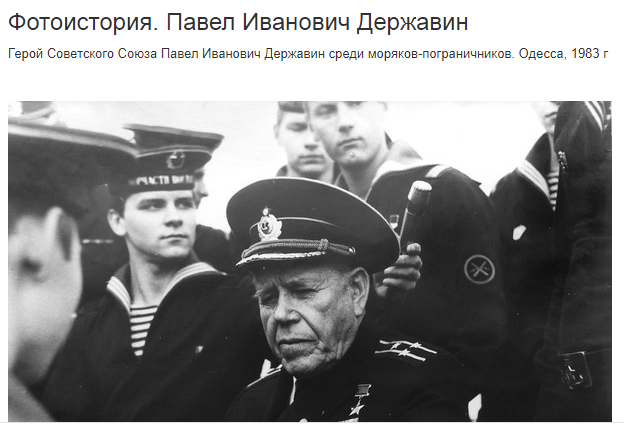 Фотоистория. Павел Иванович Державин
Герой Советского Союза Павел Иванович Державин среди моряков-пограничников. Одесса, 1983 г